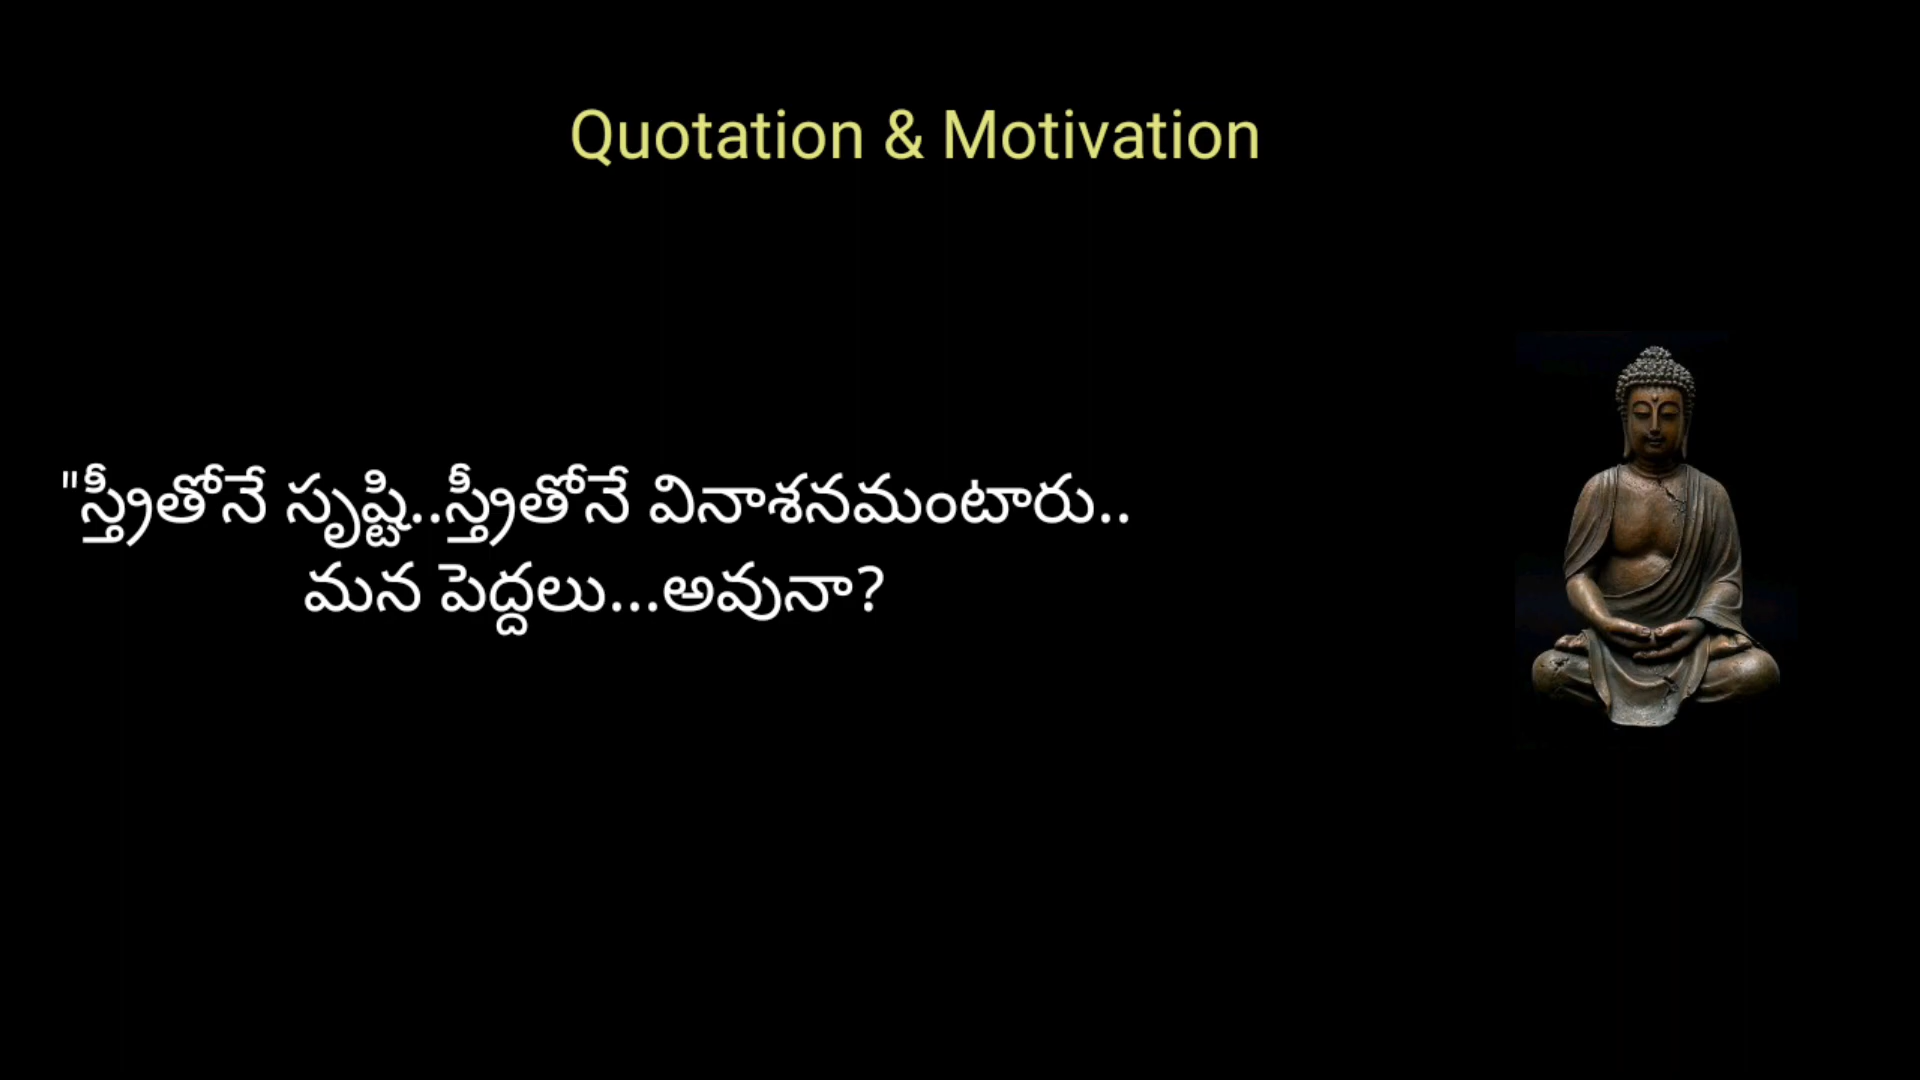 Quotation & Motivation
"స్త్రీతోనే సృష్టి..స్త్రీతోనే వినాశనమంటారు..
మన పెద్దలు...అవునా?